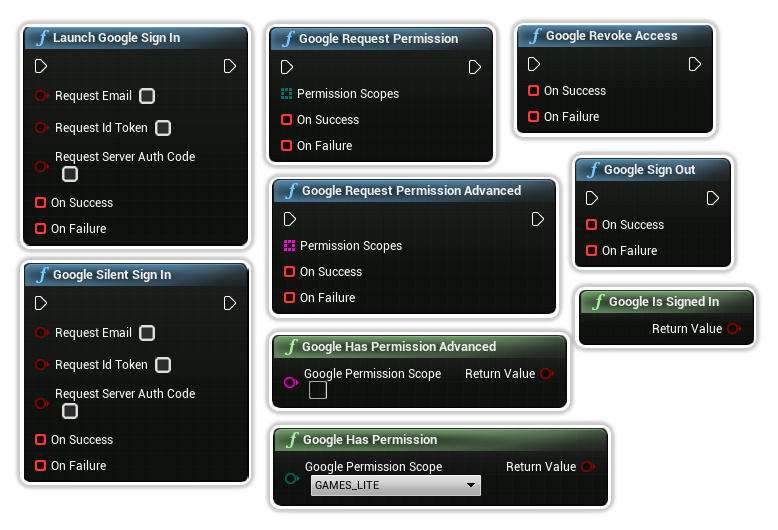 Launch Google Sign In
Request Email
Request Id Token
Request Server Auth Code
On Success
On Failure
Google Silent Sign In
Request Email
Request Id Token
Request Server Auth Code
On Success
On Failure
Google Request Permission
Permission Scopes
On Success
On Failure
Google Request Permission Advanced
Permission Scopes
On Success
On Failure
Google Has Permission Advanced
Google Permission Scope Return Value
Google Has Permission
Google Permission Scope Return Value
GAMES_LITE
Google Revoke Access
On Success
On Failure
Google Sign Out
On Success
On Failure
Google Is Signed In
Return Value